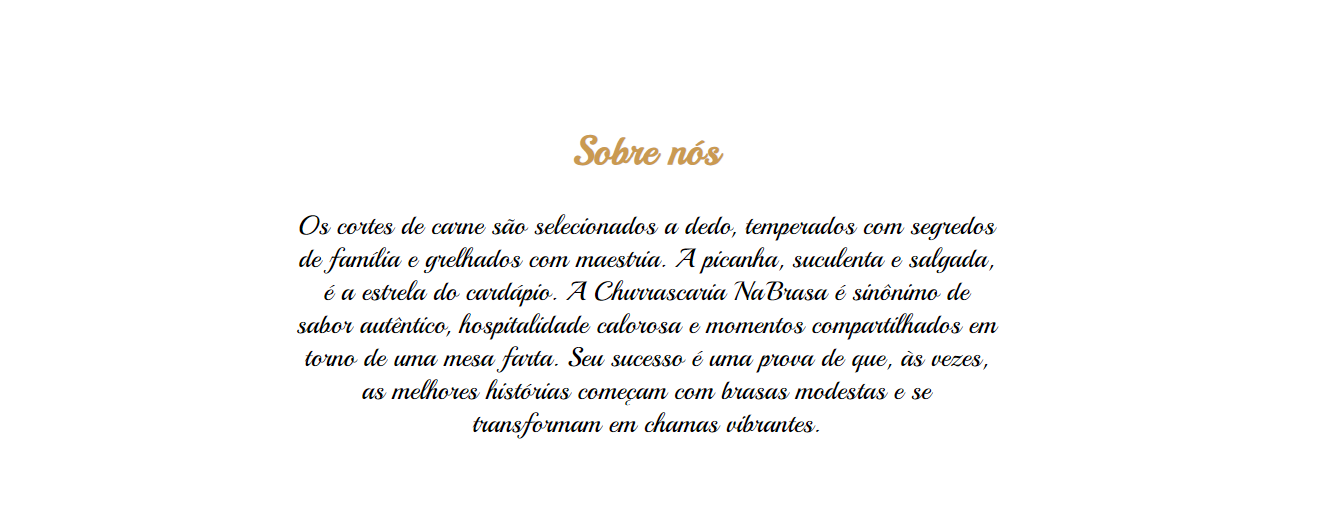 Sobre nós
Os cortes de carne são selecionados a dedo, temperados com segredos
de família e grelhados com maestria. A picanha, suculenta e salgada,
é a estrela do cardápio. A Churrascaria NaBrasa é sinônimo de
sabor autêntico, hospitalidade calorosa e momentos compartilhados em
torno de uma mesa farta. Seu sucesso é uma prova de que, às vezes,
as melhores histórias começam com brasas modestas e se
transformam em chamas vibrantes.